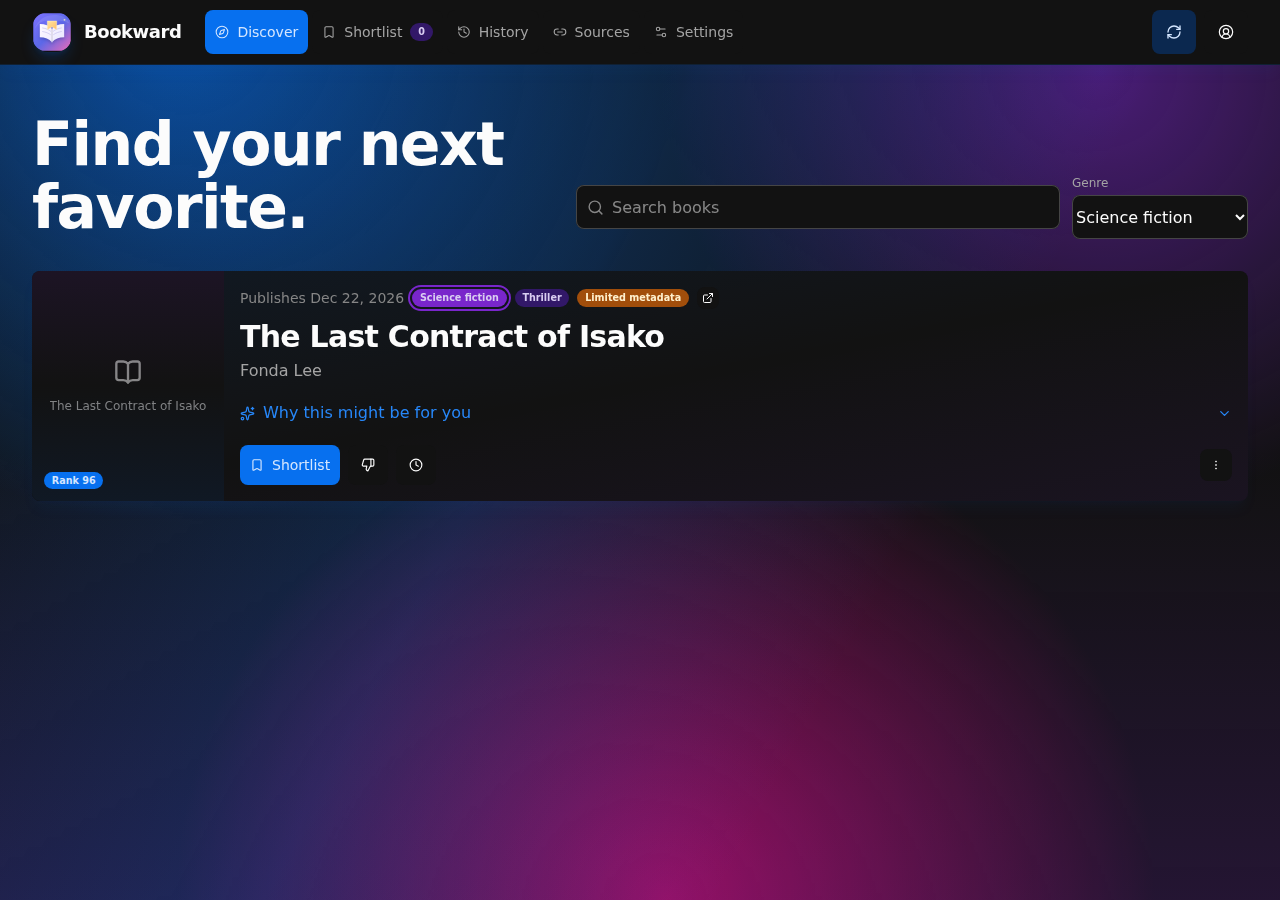 Bookward
Discover
Shortlist 0
History
Sources
Settings
Find your next
favorite.
Search books
Genre
Science fiction
The Last Contract of Isako
Rank 96
Publishes Dec 22, 2026 Science fiction Thriller Limited metadata
The Last Contract of Isako
Fonda Lee
Why this might be for you
Shortlist